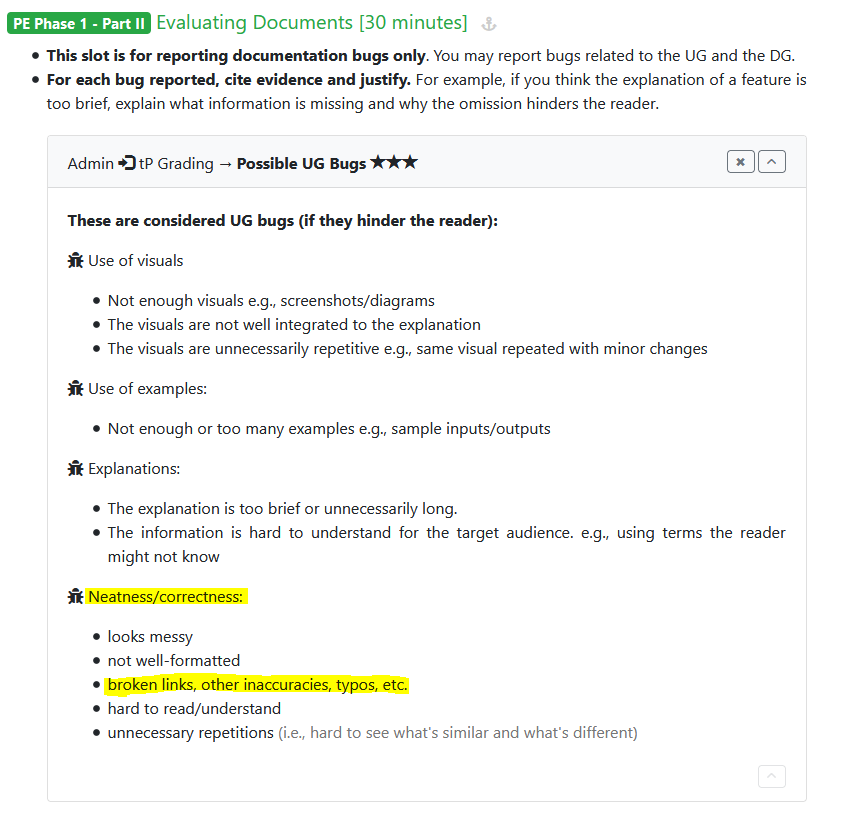 PE Phase 1 - Part II Evaluating Documents [30 minutes]
This slot is for reporting documentation bugs only. You may report bugs related to the UG and the DG.
For each bug reported, cite evidence and justify. For example, if you think the explanation of a feature is
too brief, explain what information is missing and why the omission hinders the reader.
Admin tP Grading → Possible UG Bugs ★★★
These are considered UG bugs (if they hinder the reader):
Use of visuals
Not enough visuals e.g., screenshots/diagrams
The visuals are not well integrated to the explanation
The visuals are unnecessarily repetitive e.g., same visual repeated with minor changes
Use of examples:
Not enough or too many examples e.g., sample inputs/outputs
Explanations:
The explanation is too brief or unnecessarily long.
The information is hard to understand for the target audience. e.g., using terms the reader
might not know
Neatness/correctness:
looks messy
not well-formatted
broken links, other inaccuracies, typos, etc.
hard to read/understand
unnecessary repetitions (i.e., hard to see what's similar and what's different)